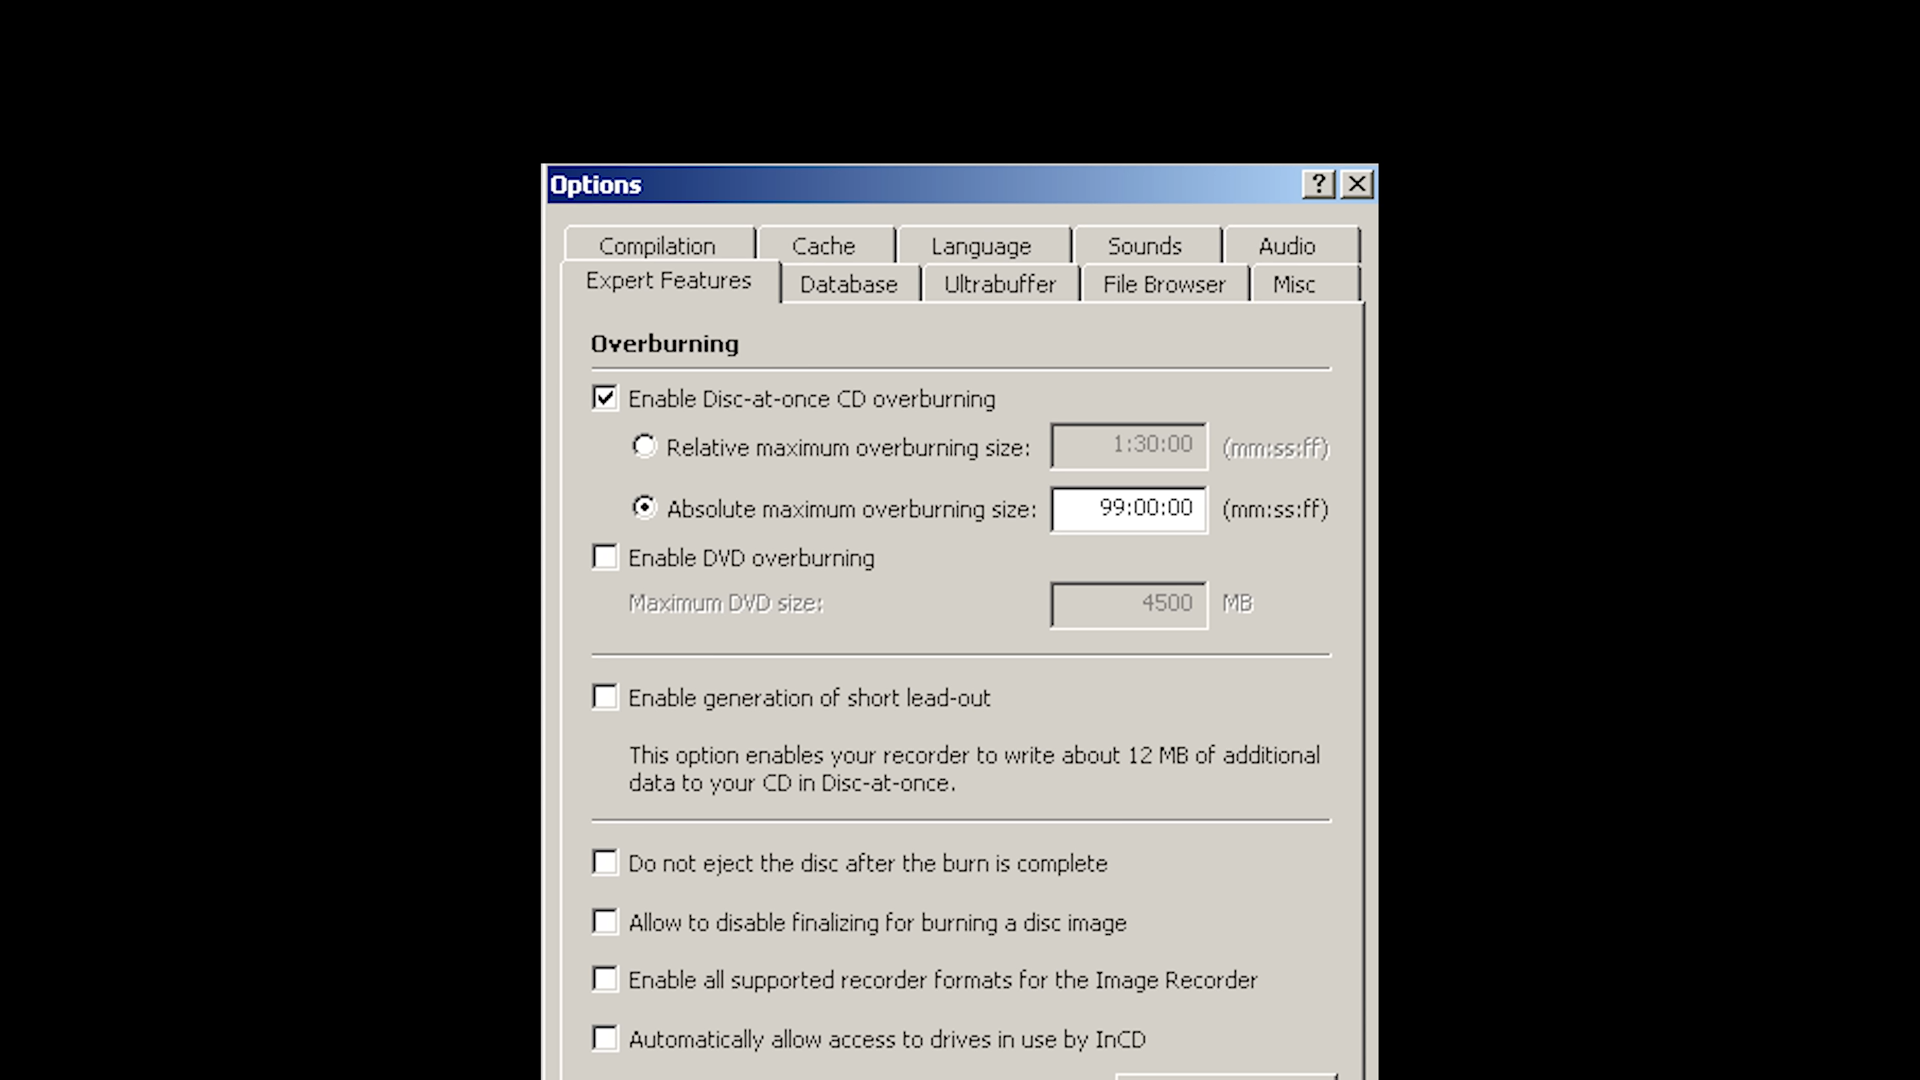 Options
Compilation Cache Language Sounds Audio
Expert Features Database Ultrabuffer File Browser Misc
Overburning
Enable Disc-at-once CD overburning
Relative maximum overburning size: 1:30:00 (mm:ss:ff)
Absolute maximum overburning size: 99:00:00 (mm:ss:ff)
Enable DVD overburning
Maximum DVD size: 4500 MB
Enable generation of short lead-out
This option enables your recorder to write about 12 MB of additional
data to your CD in Disc-at-once.
Do not eject the disc after the burn is complete
Allow to disable finalizing for burning a disc image
Enable all supported recorder formats for the Image Recorder
Automatically allow access to drives in use by InCD